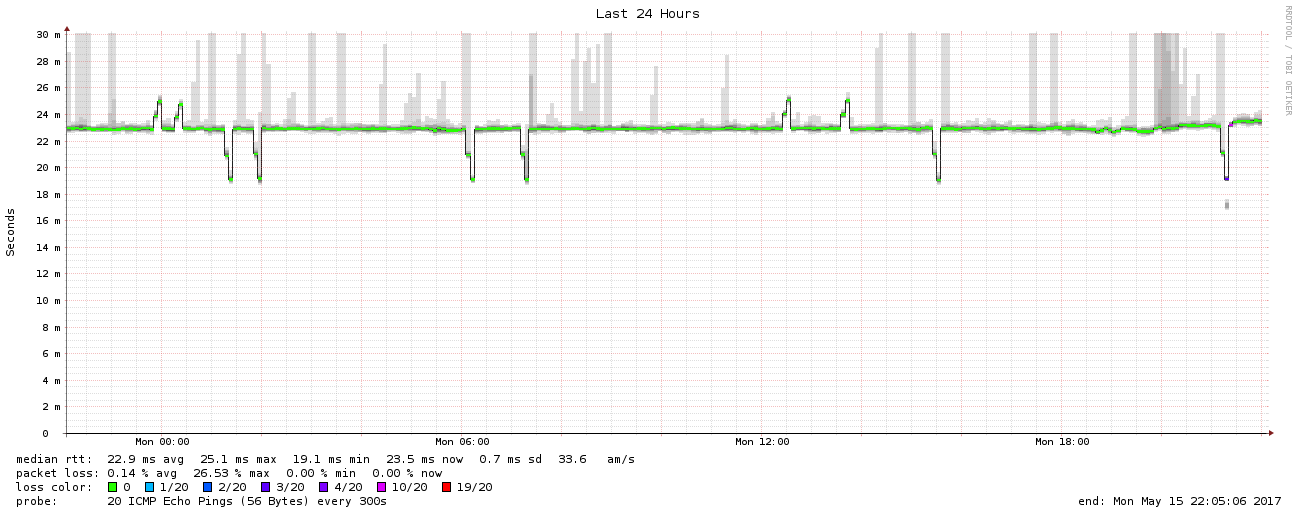 Last 24 Hours
RRDTOOL / TOBI OETIKER
Seconds
30 m
28 m
26 m
24 m
22 m
20 m
18 m
16 m
14 m
12 m
10 m
8 m
6 m
4 m
2 m
0
Mon 00:00 Mon 06:00 Mon 12:00 Mon 18:00
median rtt: 22.9 ms avg 25.1 ms max 19.1 ms min 23.5 ms now 0.7 ms sd 33.6 am/s
packet loss: 0.14 % avg 26.53 % max 0.00 % min 0.00 % now
loss color: 0 1/20 2/20 3/20 4/20 10/20 19/20
probe: 20 ICMP Echo Pings (56 Bytes) every 300s end: Mon May 15 22:05:06 2017